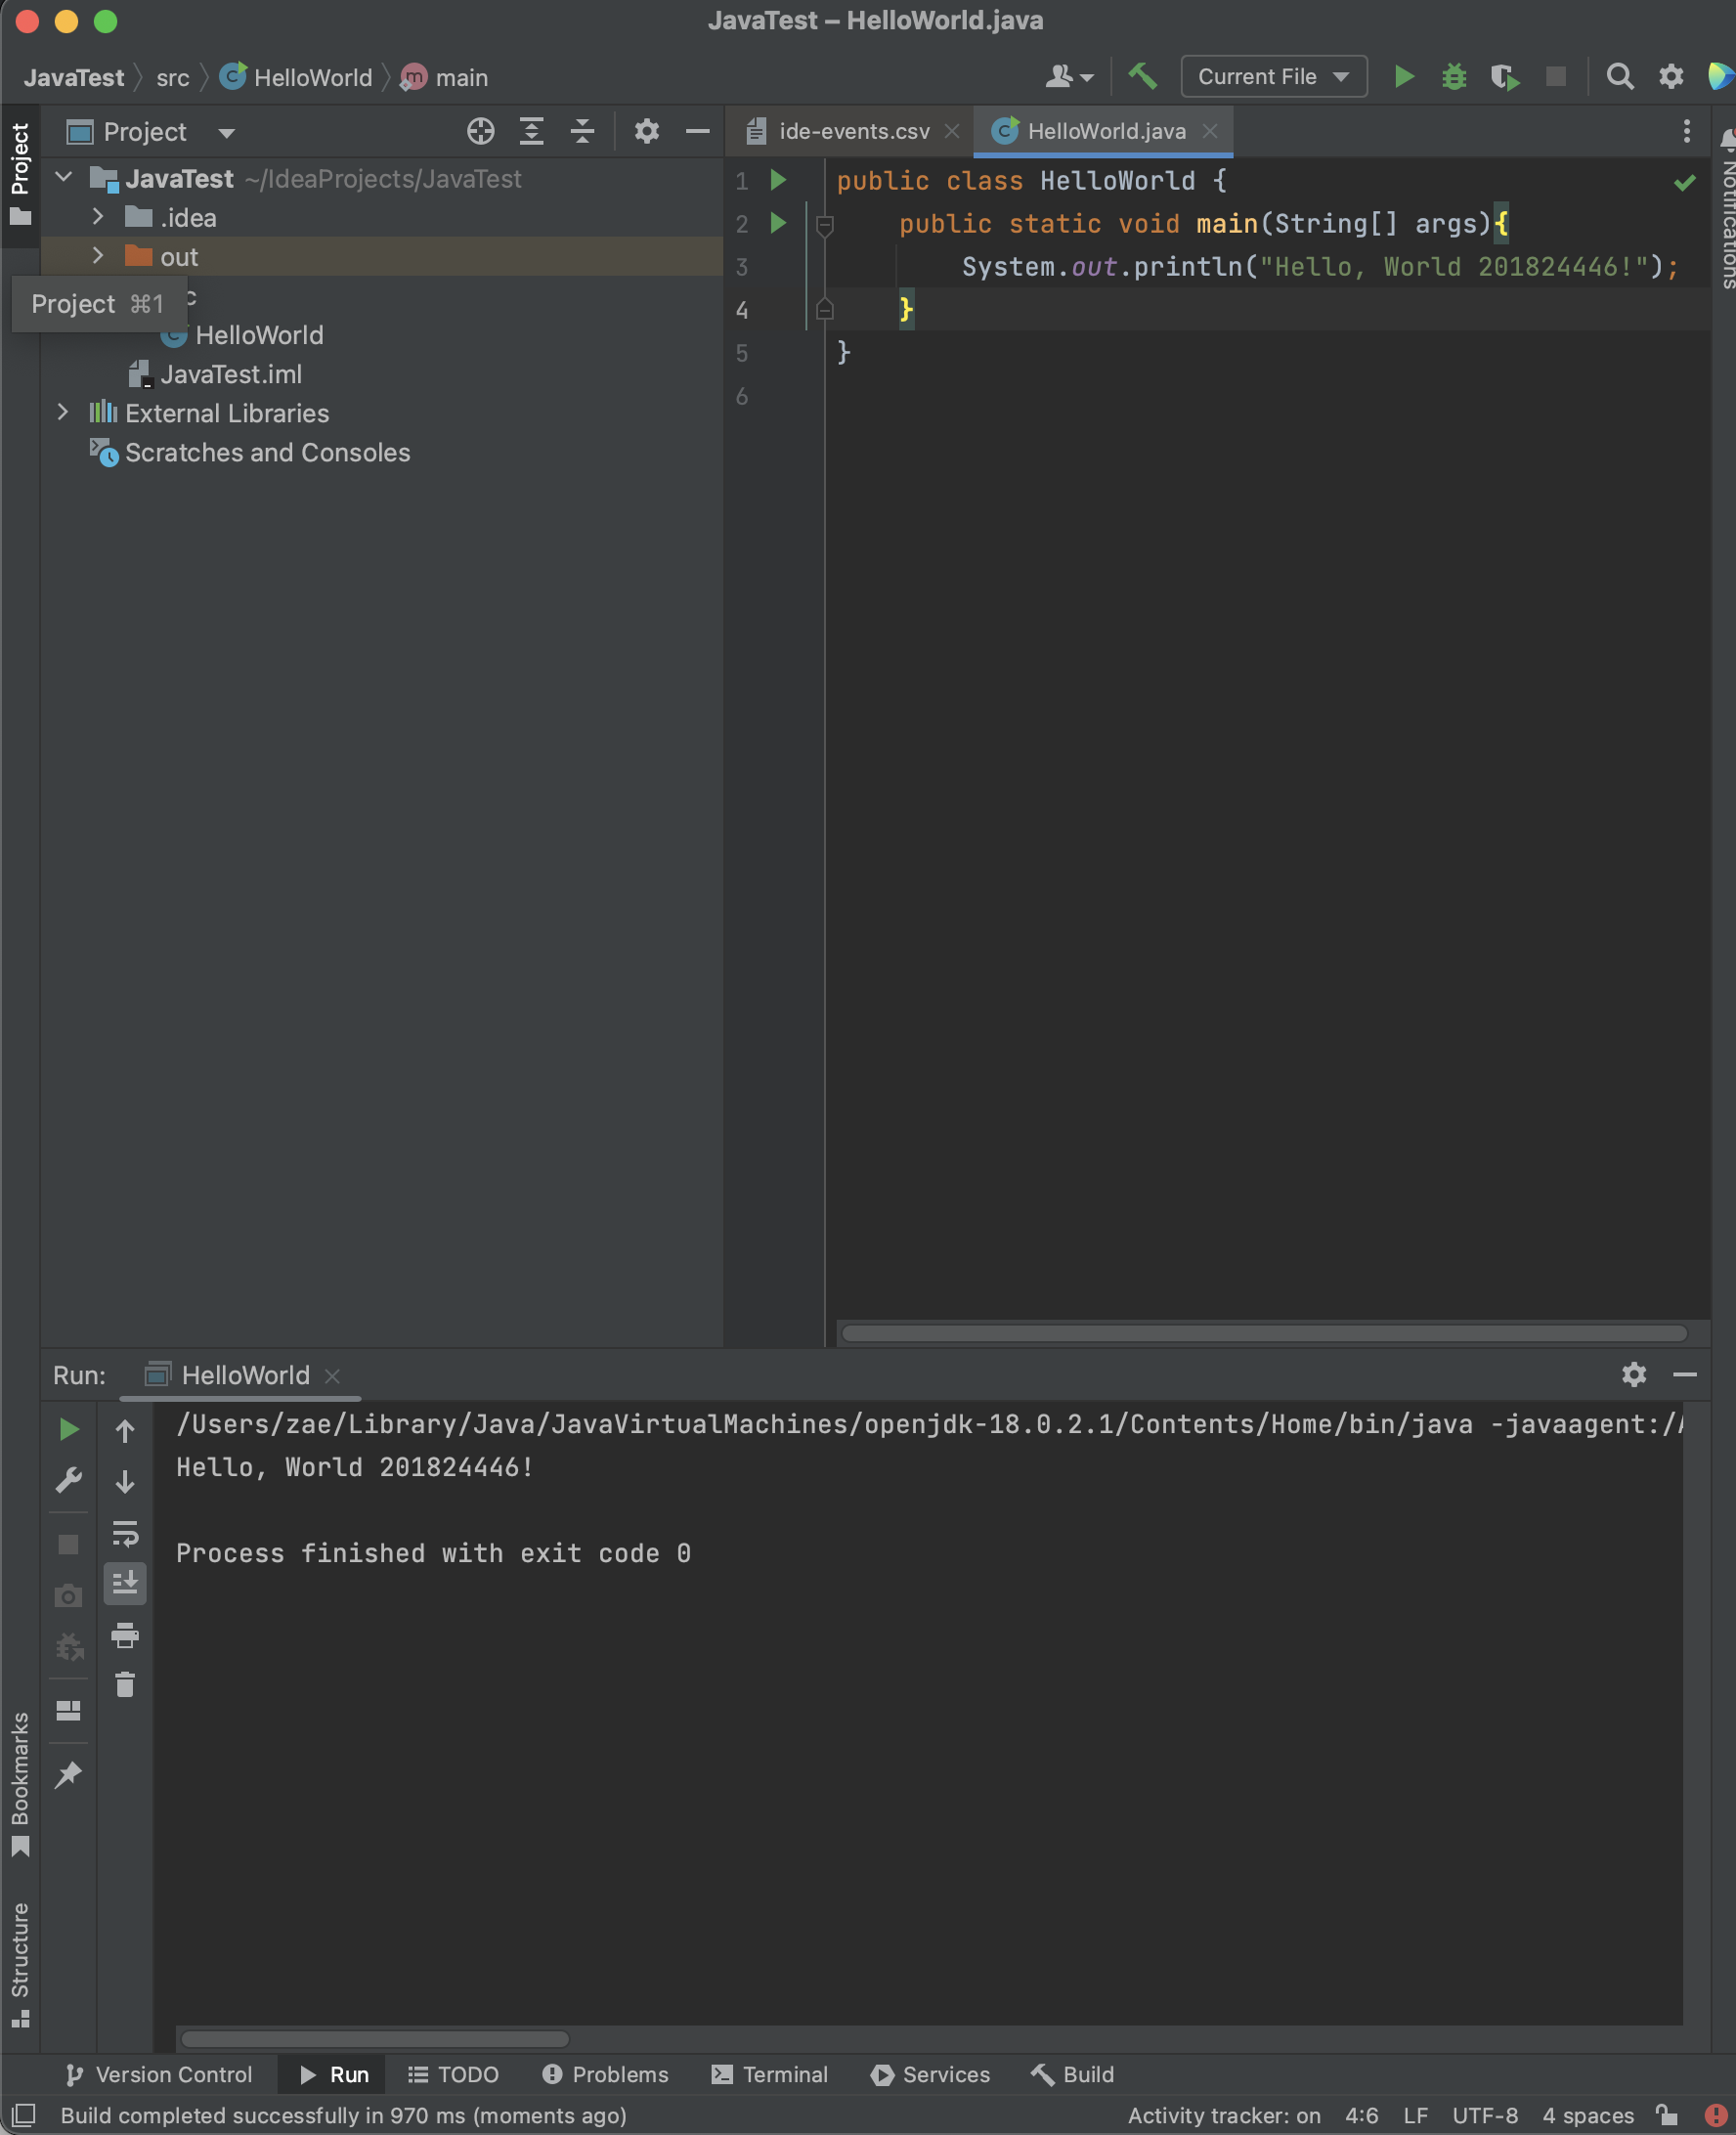 JavaTest – HelloWorld.java
JavaTest src HelloWorld main
Current File
Project
Project
ide-events.csv
HelloWorld.java
Notifications
JavaTest ~/IdeaProjects/JavaTest
.idea
out
Project ⌘1
HelloWorld
JavaTest.iml
External Libraries
Scratches and Consoles
1 public class HelloWorld {
2 public static void main(String[] args){
3 System.out.println("Hello, World 201824446!");
4 }
5 }
6
Run: HelloWorld
/Users/zae/Library/Java/JavaVirtualMachines/openjdk-18.0.2.1/Contents/Home/bin/java -javaagent:/
Hello, World 201824446!
Process finished with exit code 0
Bookmarks
Structure
Version Control Run TODO Problems Terminal Services Build
Build completed successfully in 970 ms (moments ago)
Activity tracker: on 4:6 LF UTF-8 4 spaces